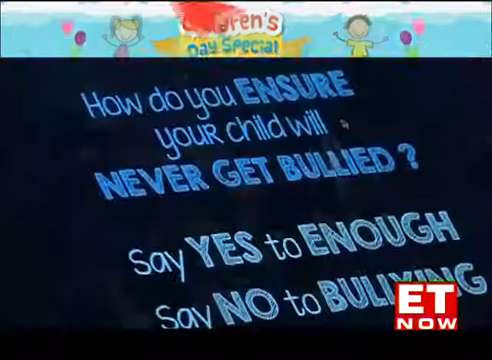 Children's
Day Special
How do you ENSURE
your child will
NEVER GET BULLIED?
Say YES to ENOUGH
Say NO to BULLYING
ET
NOW